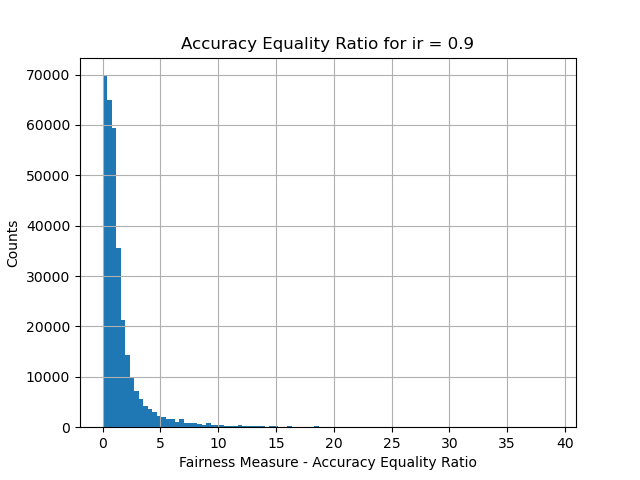 Accuracy Equality Ratio for ir = 0.9
70000
60000
50000
40000
30000
20000
10000
0
Counts
0 5 10 15 20 25 30 35 40
Fairness Measure - Accuracy Equality Ratio